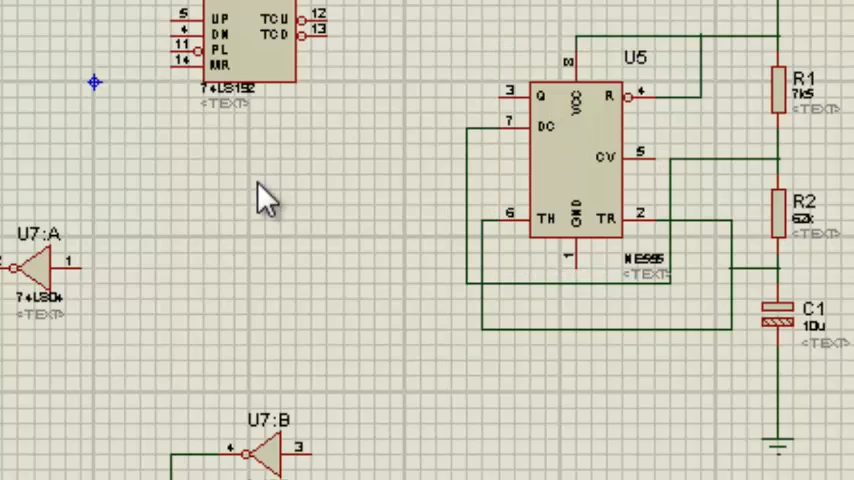 5 UP TCU 12
4 DN TCD 13
11 PL
14 MR
74LS192
<TEXT>
U5
8
3 Q VCC R 4
7 DC
CV 5
6 TH GND TR 2
1
NE555
<TEXT>
R1
7k5
<TEXT>
R2
62k
<TEXT>
C1
10u
<TEXT>
U7:A
2 1
74LS04
<TEXT>
U7:B
4 3